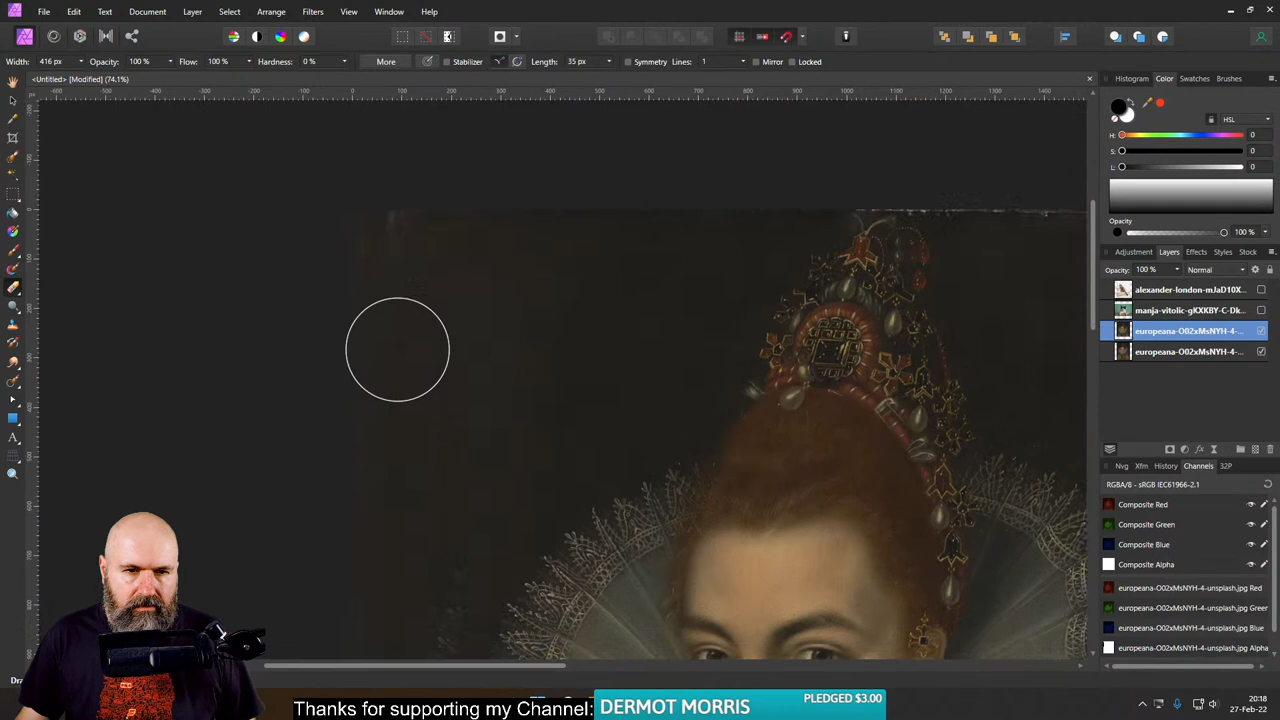 File Edit Text Document Layer Select Arrange Filters View Window Help
Width: 416 px Opacity: 100 % Flow: 100 % Hardness: 0 % More Stabilizer Length: 35 px Symmetry Lines: 1 Mirror Locked
<Untitled> [Modified] (74.1%)
Histogram Color Swatches Brushes
HSL
H: 0
S: 0
L: 0
Opacity
100 %
Adjustment Layers Effects Styles Stock
Opacity: 100 % Normal
alexander-london-mJaD10X...
manja-vitolic-gKXKBY-C-Dk...
europeana-O02xMsNYH-4-...
europeana-O02xMsNYH-4-...
Nvg Xfm History Channels 32P
RGBA/8 - sRGB IEC61966-2.1
Composite Red
Composite Green
Composite Blue
Composite Alpha
europeana-O02xMsNYH-4-unsplash.jpg Red
europeana-O02xMsNYH-4-unsplash.jpg Green
europeana-O02xMsNYH-4-unsplash.jpg Blue
europeana-O02xMsNYH-4-unsplash.jpg Alpha
Thanks for supporting my Channel: DERMOT MORRIS PLEDGED $3.00
20:18
27-Feb-22